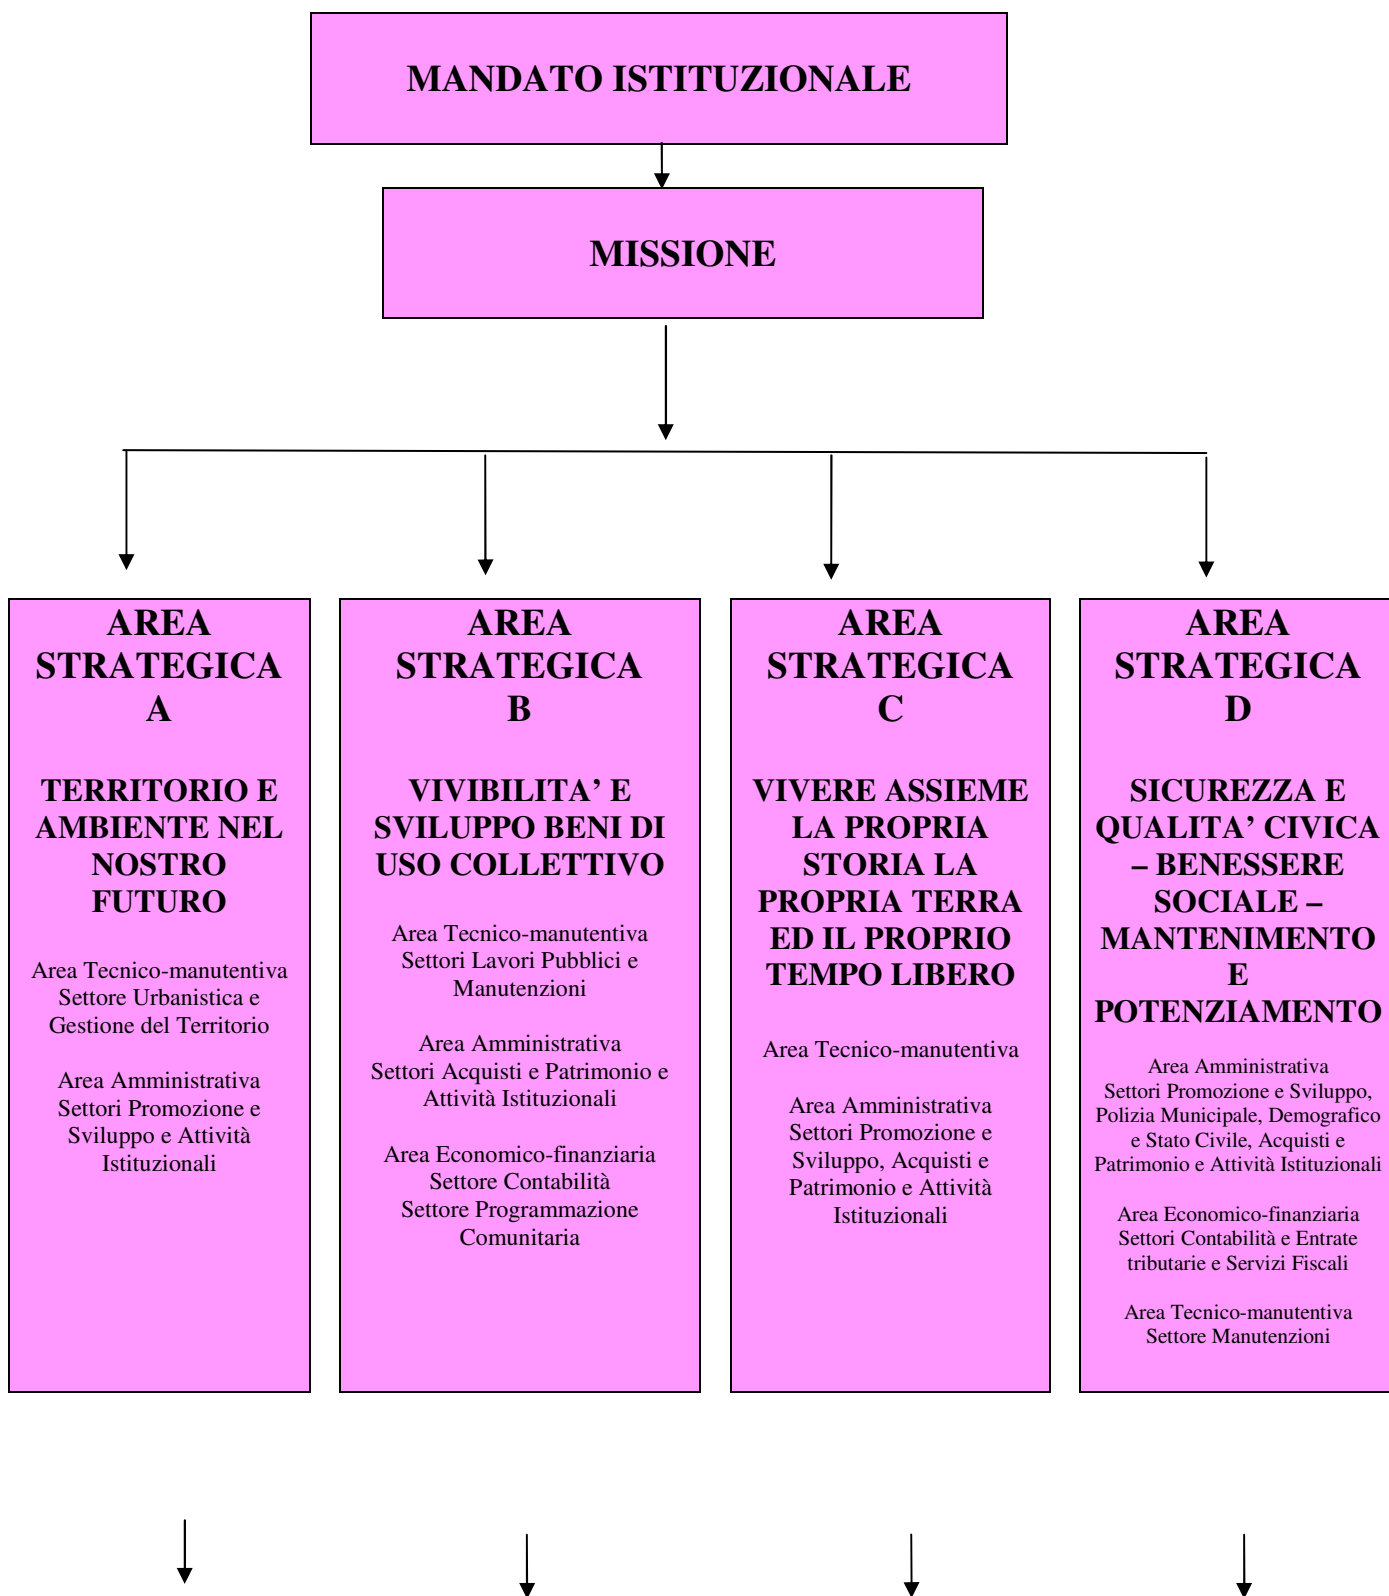 MANDATO ISTITUZIONALE
MISSIONE
AREA
STRATEGICA
A
TERRITORIO E
AMBIENTE NEL
NOSTRO
FUTURO
Area Tecnico-manutentiva
Settore Urbanistica e
Gestione del Territorio
Area Amministrativa
Settori Promozione e
Sviluppo e Attività
Istituzionali
AREA
STRATEGICA
B
VIVIBILITA’ E
SVILUPPO BENI DI
USO COLLETTIVO
Area Tecnico-manutentiva
Settori Lavori Pubblici e
Manutenzioni
Area Amministrativa
Settori Acquisti e Patrimonio e
Attività Istituzionali
Area Economico-finanziaria
Settore Contabilità
Settore Programmazione
Comunitaria
AREA
STRATEGICA
C
VIVERE ASSIEME
LA PROPRIA
STORIA LA
PROPRIA TERRA
ED IL PROPRIO
TEMPO LIBERO
Area Tecnico-manutentiva
Area Amministrativa
Settori Promozione e
Sviluppo, Acquisti e
Patrimonio e Attività
Istituzionali
AREA
STRATEGICA
D
SICUREZZA E
QUALITA’ CIVICA
– BENESSERE
SOCIALE –
MANTENIMENTO
E
POTENZIAMENTO
Area Amministrativa
Settori Promozione e Sviluppo,
Polizia Municipale, Demografico
e Stato Civile, Acquisti e
Patrimonio e Attività Istituzionali
Area Economico-finanziaria
Settori Contabilità e Entrate
tributarie e Servizi Fiscali
Area Tecnico-manutentiva
Settore Manutenzioni